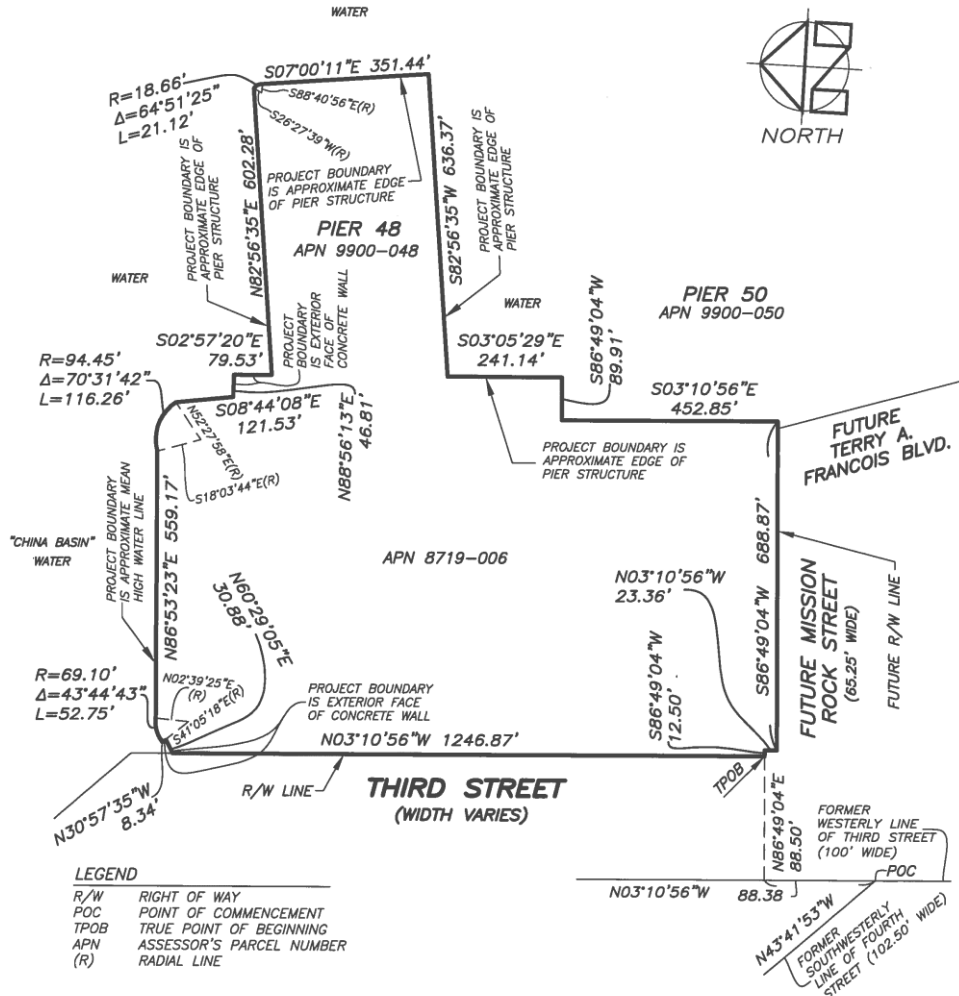 WATER
NORTH
S07°00'11"E 351.44'
R=18.66'
Δ=64°51'25"
L=21.12'
S88°40'56"E(R)
S26°27'39"W(R)
PROJECT BOUNDARY IS
APPROXIMATE EDGE OF
PIER STRUCTURE
N82°56'35"E 602.28'
PROJECT BOUNDARY
IS APPROXIMATE EDGE
OF PIER STRUCTURE
S82°56'35"W 636.37'
PROJECT BOUNDARY IS
APPROXIMATE EDGE OF
PIER STRUCTURE
PIER 48
APN 9900-048
WATER
WATER
PIER 50
APN 9900-050
PROJECT
BOUNDARY
IS EXTERIOR
FACE OF
CONCRETE WALL
S02°57'20"E
79.53'
S03°05'29"E
241.14'
S86°49'04"W
89.91'
R=94.45'
Δ=70°31'42"
L=116.26'
S08°44'08"E
121.53'
N88°56'13"E
46.81'
S03°10'56"E
452.85'
N52°27'58"E(R)
S18°03'44"E(R)
PROJECT BOUNDARY IS
APPROXIMATE EDGE OF
PIER STRUCTURE
FUTURE
TERRY A.
FRANCOIS BLVD.
"CHINA BASIN"
WATER
PROJECT BOUNDARY
IS APPROXIMATE MEAN
HIGH WATER LINE
N86°53'23"E 559.17'
APN 8719-006
N60°29'05"E
30.88'
N03°10'56"W
23.36'
S86°49'04"W
12.50'
S86°49'04"W 688.87'
FUTURE MISSION
ROCK STREET
(65.25' WIDE)
FUTURE R/W LINE
R=69.10'
Δ=43°44'43"
L=52.75'
N02°39'25"E
(R)
S41°05'18"E(R)
PROJECT BOUNDARY
IS EXTERIOR FACE
OF CONCRETE WALL
N03°10'56"W 1246.87'
N30°57'35"W
8.34'
R/W LINE
THIRD STREET
(WIDTH VARIES)
TPOB
N86°49'04"E
88.50'
FORMER
WESTERLY LINE
OF THIRD STREET
(100' WIDE)
POC
N03°10'56"W
88.38
N43°41'53"W
FORMER
SOUTHWESTERLY
LINE OF FOURTH
STREET (102.50' WIDE)
LEGEND
R/W RIGHT OF WAY
POC POINT OF COMMENCEMENT
TPOB TRUE POINT OF BEGINNING
APN ASSESSOR'S PARCEL NUMBER
(R) RADIAL LINE